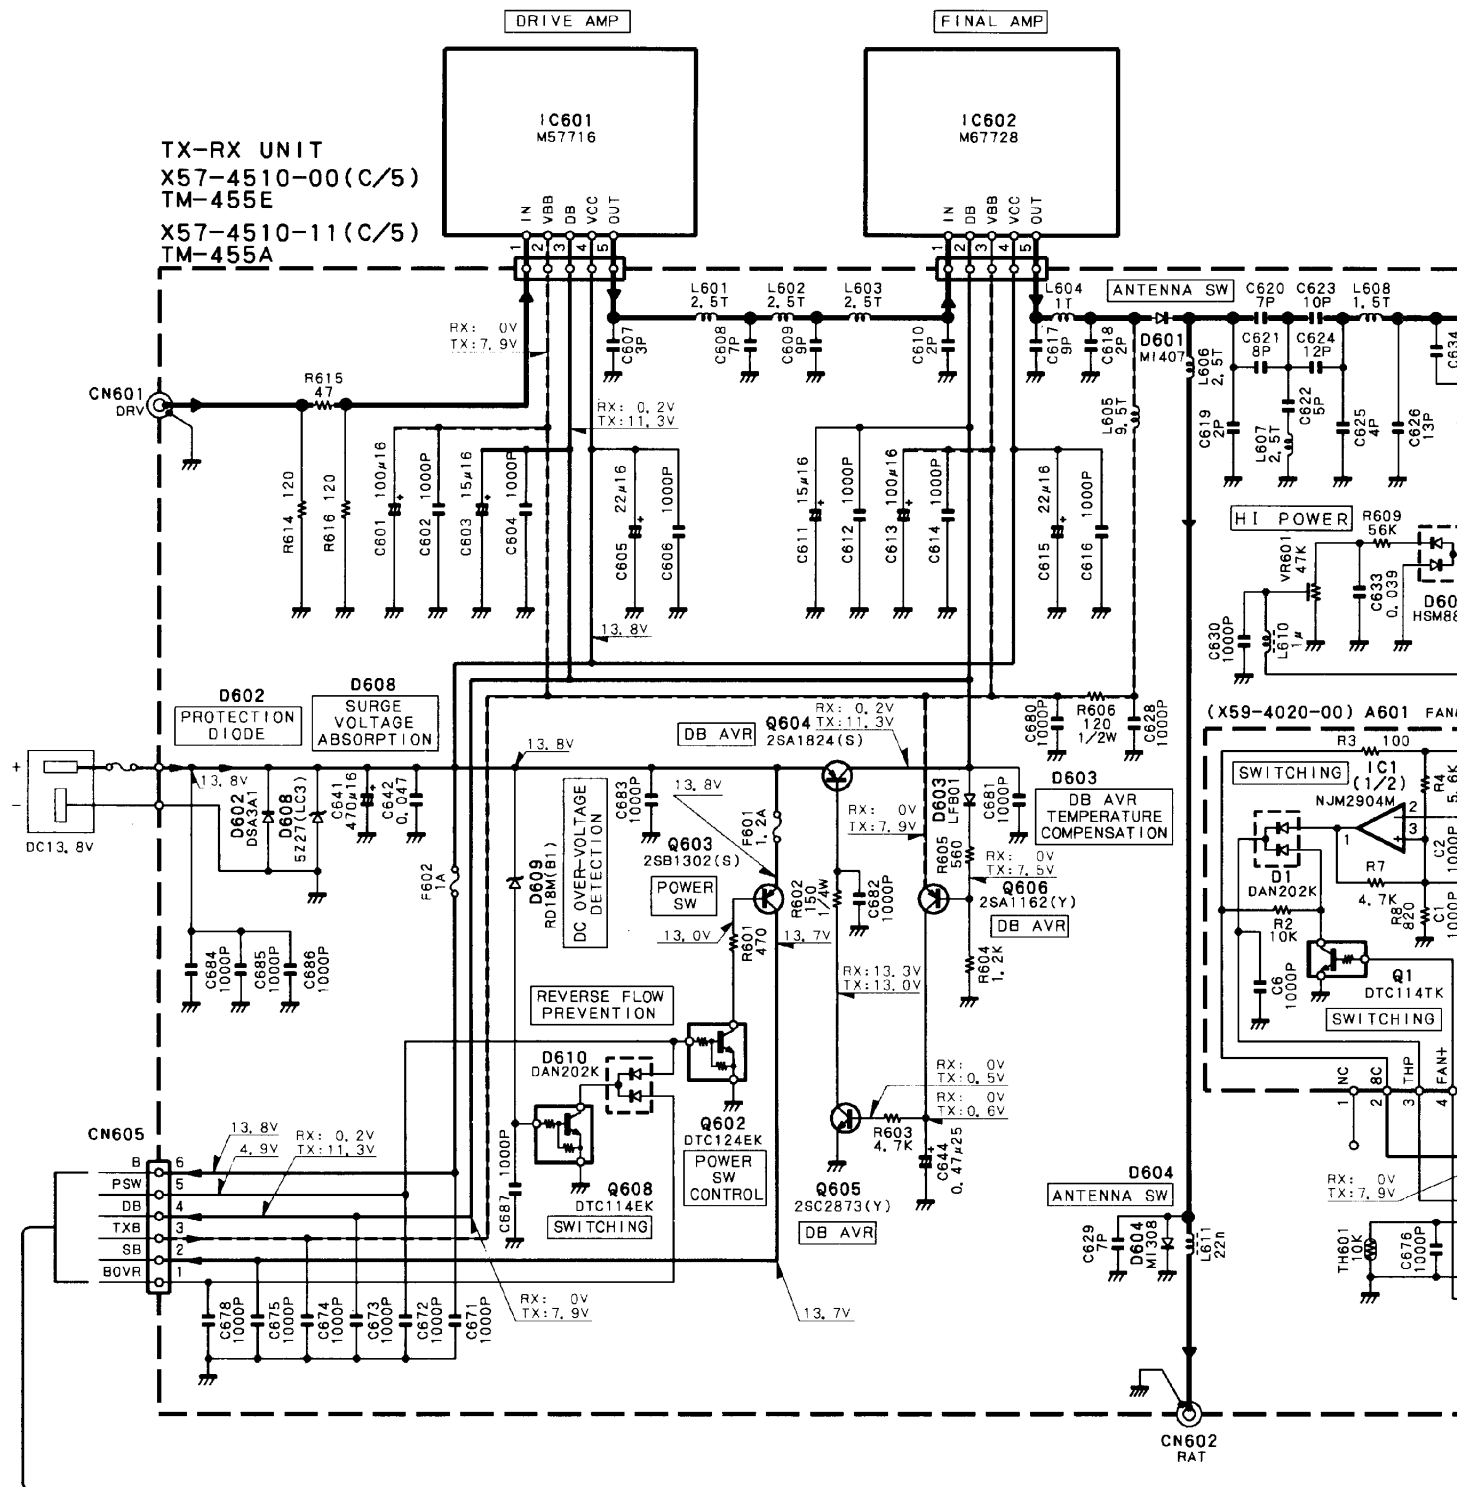 DRIVE AMP
FINAL AMP
IC601
M57716
IC602
M67728
TX-RX UNIT
X57-4510-00(C/5)
TM-455E
X57-4510-11(C/5)
TM-455A
IN
VBB
DB
VCC
OUT
1
2
3
4
5
IN
DB
VBB
VCC
OUT
1
2
3
4
5
L601
2.5T
L602
2.5T
L603
2.5T
L604
1T
ANTENNA SW
C620
7P
C623
10P
L608
1.5T
RX: 0V
TX:7.9V
C607
3P
C608
7P
C609
9P
C610
2P
C617
9P
C618
2P
D601
MI407
L606
2.5T
C621
8P
C624
12P
C634
CN601
DRV
R615
47
RX: 0.2V
TX:11.3V
L605
9.5T
C619
2P
L607
2.5T
C622
5P
C625
4P
C626
13P
R614 120
R616 120
C601 100μ16
C602 1000P
C603 15μ16
C604 1000P
C605 22μ16
C606 1000P
C611 15μ16
C612 1000P
C613 100μ16
C614 1000P
C615 22μ16
C616 1000P
HI POWER
R609
56K
VR601
47K
C633
0.039
D60
HSM88
C630
1000P
L610
1μ
13.8V
D602
PROTECTION
DIODE
D608
SURGE
VOLTAGE
ABSORPTION
DB AVR
Q604
2SA1824(S)
RX: 0.2V
TX:11.3V
C680
1000P
R606
120
1/2W
C628
1000P
(X59-4020-00) A601 FAN
+
-
DC13.8V
13.8V
D602
DSA3A1
D608
5Z27(LC3)
C641
470μ16
C642
0.047
13.8V
DC OVER-VOLTAGE
DETECTION
C683
1000P
13.8V
F601
1.2A
RX: 0V
TX:7.9V
D603
LFB01
C681
1000P
D603
DB AVR
TEMPERATURE
COMPENSATION
R3 100
SWITCHING
IC1
(1/2)
NJM2904M
R4
5.6K
2
3
1
+
C2
1000P
D1
DAN202K
R7
4.7K
R8
820
C1
1000P
R2
10K
C6
1000P
Q1
DTC114TK
SWITCHING
F602
1A
D609
RD18M(B1)
Q603
2SB1302(S)
POWER
SW
R602
150
1/4W
C682
1000P
R605
560
RX: 0V
TX:7.5V
Q606
2SA1162(Y)
DB AVR
R604
1.2K
13.0V
R601
470
13.7V
RX:13.3V
TX:13.0V
C684
1000P
C685
1000P
C686
1000P
REVERSE FLOW
PREVENTION
D610
DAN202K
RX: 0V
TX:0.5V
RX: 0V
TX:0.6V
NC
8C
THP
FAN+
1
2
3
4
CN605
13.8V
4.9V
RX: 0.2V
TX:11.3V
B
PSW
DB
TXB
SB
BOVR
6
5
4
3
2
1
C687 1000P
Q608
DTC114EK
SWITCHING
Q602
DTC124EK
POWER
SW
CONTROL
R603
4.7K
C644
0.47μ25
Q605
2SC2873(Y)
DB AVR
D604
ANTENNA SW
RX: 0V
TX:7.9V
C629
7P
D604
MI308
L611
22n
TH601
10K
C676
1000P
C678
1000P
C675
1000P
C674
1000P
C673
1000P
C672
1000P
C671
1000P
RX: 0V
TX:7.9V
13.7V
CN602
RAT